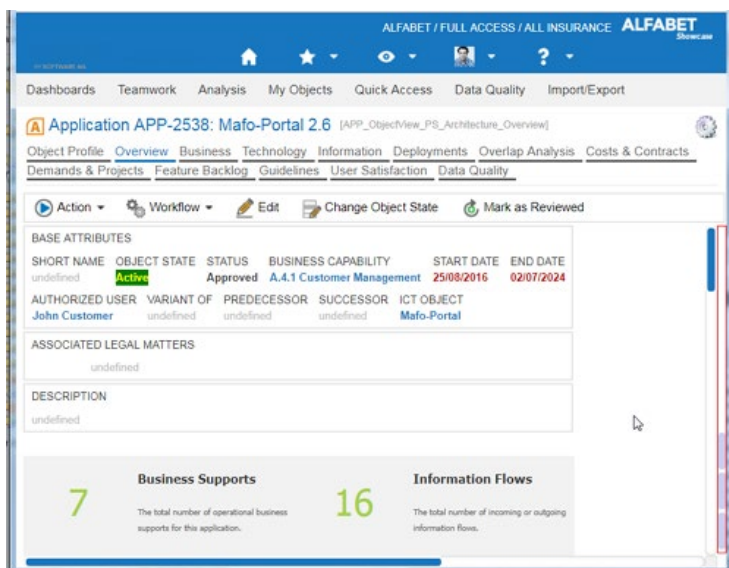 ALFABET / FULL ACCESS / ALL INSURANCE ALFABET
Showcase
BY SOFTWARE AG
Dashboards Teamwork Analysis My Objects Quick Access Data Quality Import/Export
A Application APP-2538: Mafo-Portal 2.6 [APP_ObjectView_PS_Architecture_Overview]
Object Profile Overview Business Technology Information Deployments Overlap Analysis Costs & Contracts
Demands & Projects Feature Backlog Guidelines User Satisfaction Data Quality
Action Workflow Edit Change Object State Mark as Reviewed
BASE ATTRIBUTES
SHORT NAME OBJECT STATE STATUS BUSINESS CAPABILITY START DATE END DATE
undefined Active Approved A.4.1 Customer Management 25/08/2016 02/07/2024
AUTHORIZED USER VARIANT OF PREDECESSOR SUCCESSOR ICT OBJECT
John Customer undefined undefined undefined Mafo-Portal
ASSOCIATED LEGAL MATTERS
undefined
DESCRIPTION
undefined
7 Business Supports 16 Information Flows
The total number of operational business The total number of incoming or outgoing
supports for this application. information flows.